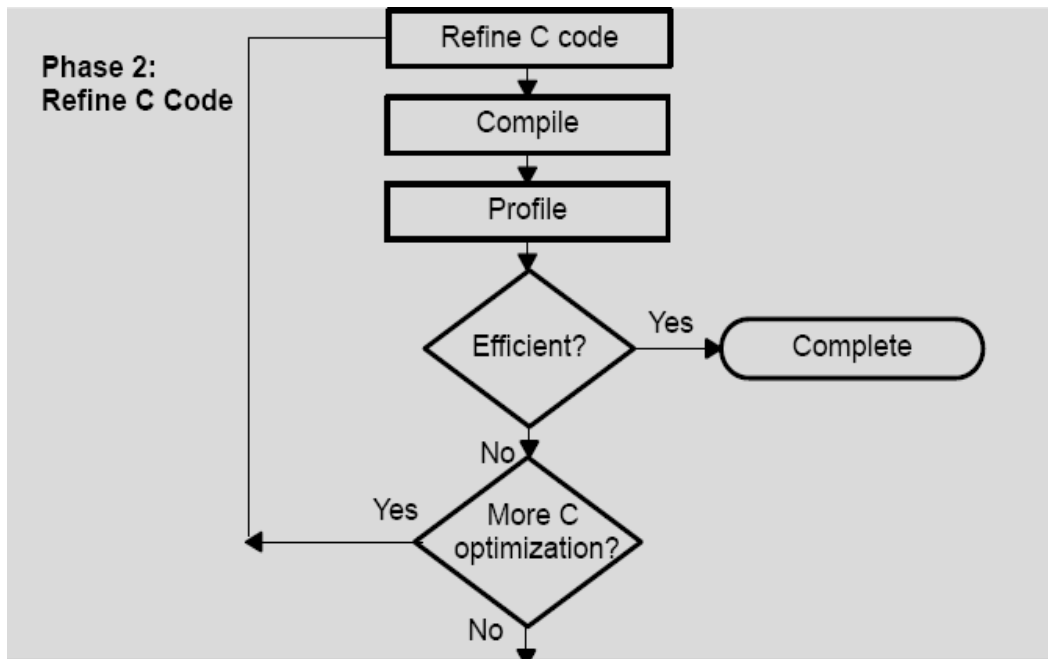 Refine C code
Phase 2:
Refine C Code
Compile
Profile
Efficient?
Yes
Complete
No
Yes
More C
optimization?
No